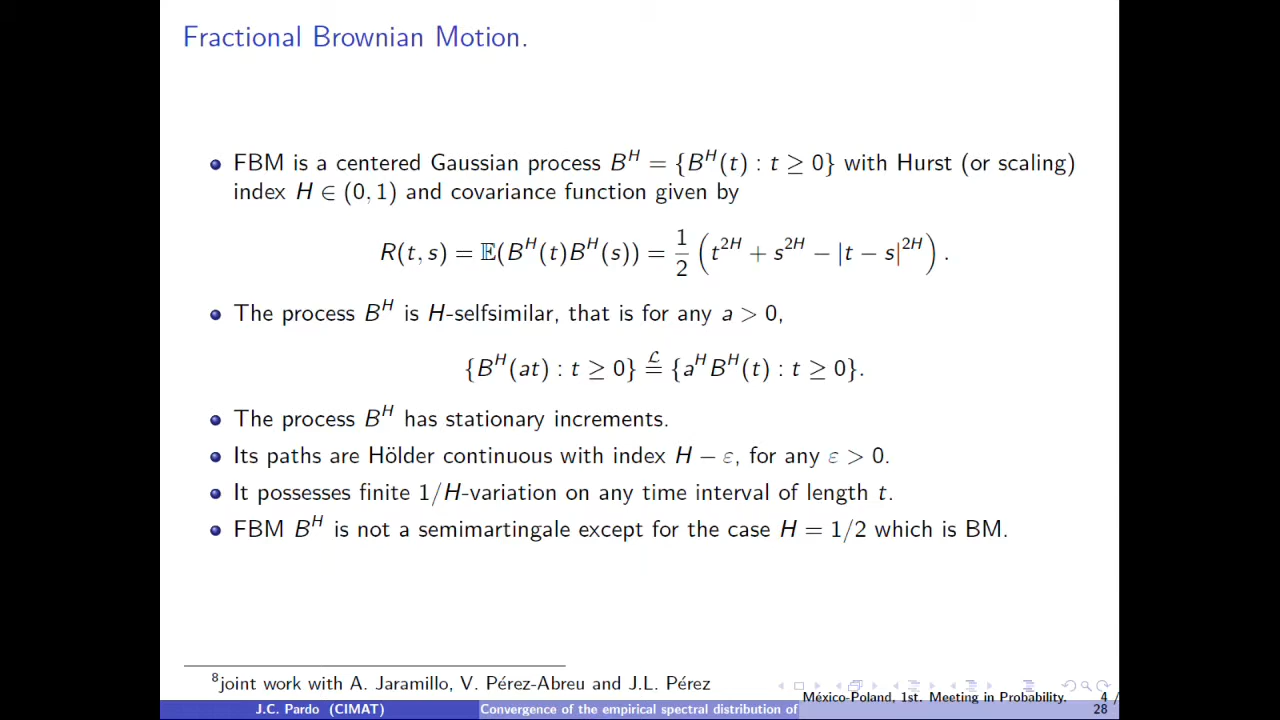 Fractional Brownian Motion.
FBM is a centered Gaussian process B^H = {B^H(t) : t ≥ 0} with Hurst (or scaling)
index H ∈ (0, 1) and covariance function given by
R(t, s) = 𝔼(B^H(t)B^H(s)) = 1/2 (t^{2H} + s^{2H} − |t − s|^{2H}).
The process B^H is H-selfsimilar, that is for any a > 0,
{B^H(at) : t ≥ 0} ℒ= {a^H B^H(t) : t ≥ 0}.
The process B^H has stationary increments.
Its paths are Hölder continuous with index H − ε, for any ε > 0.
It possesses finite 1/H-variation on any time interval of length t.
FBM B^H is not a semimartingale except for the case H = 1/2 which is BM.
8 joint work with A. Jaramillo, V. Pérez-Abreu and J.L. Pérez
J.C. Pardo (CIMAT)
Convergence of the empirical spectral distribution of
México-Poland, 1st. Meeting in Probability.
4 /
28